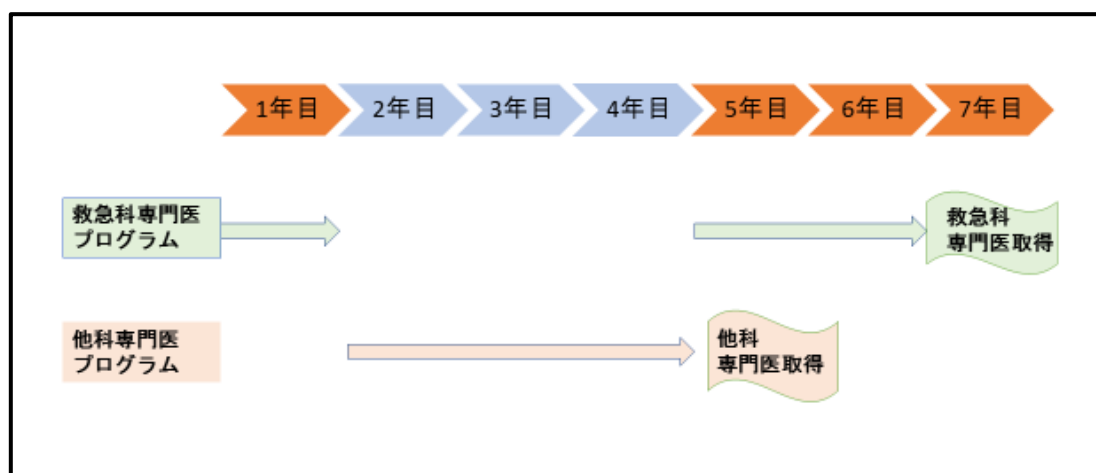 1年目 2年目 3年目 4年目 5年目 6年目 7年目
救急科専門医
プログラム
救急科
専門医取得
他科専門医
プログラム
他科
専門医取得